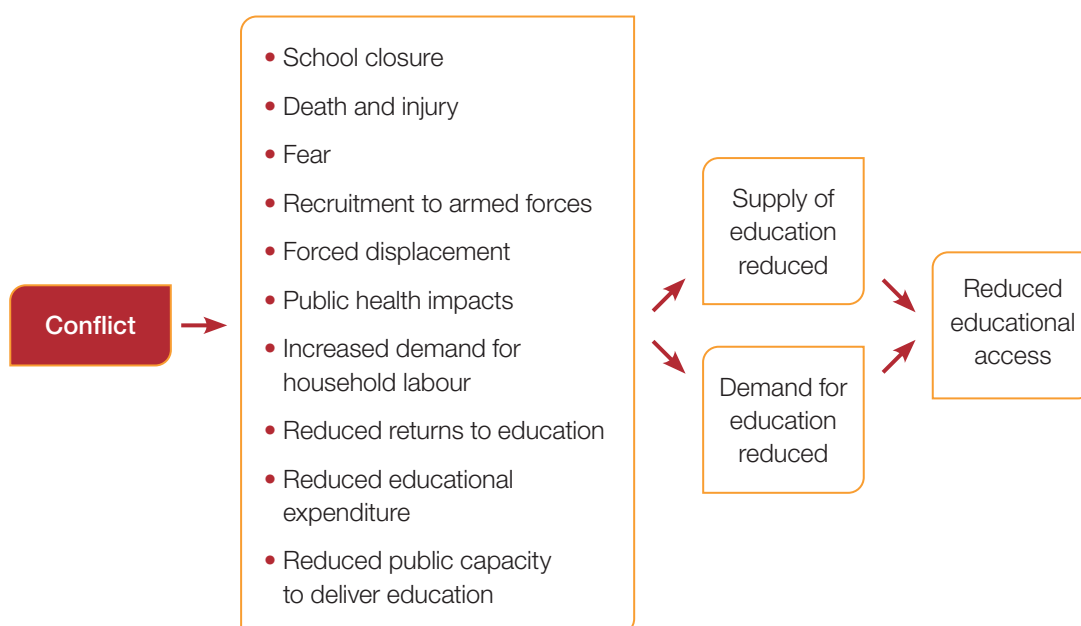 Conflict
• School closure
• Death and injury
• Fear
• Recruitment to armed forces
• Forced displacement
• Public health impacts
• Increased demand for
household labour
• Reduced returns to education
• Reduced educational
expenditure
• Reduced public capacity
to deliver education
Supply of
education
reduced
Demand for
education
reduced
Reduced
educational
access